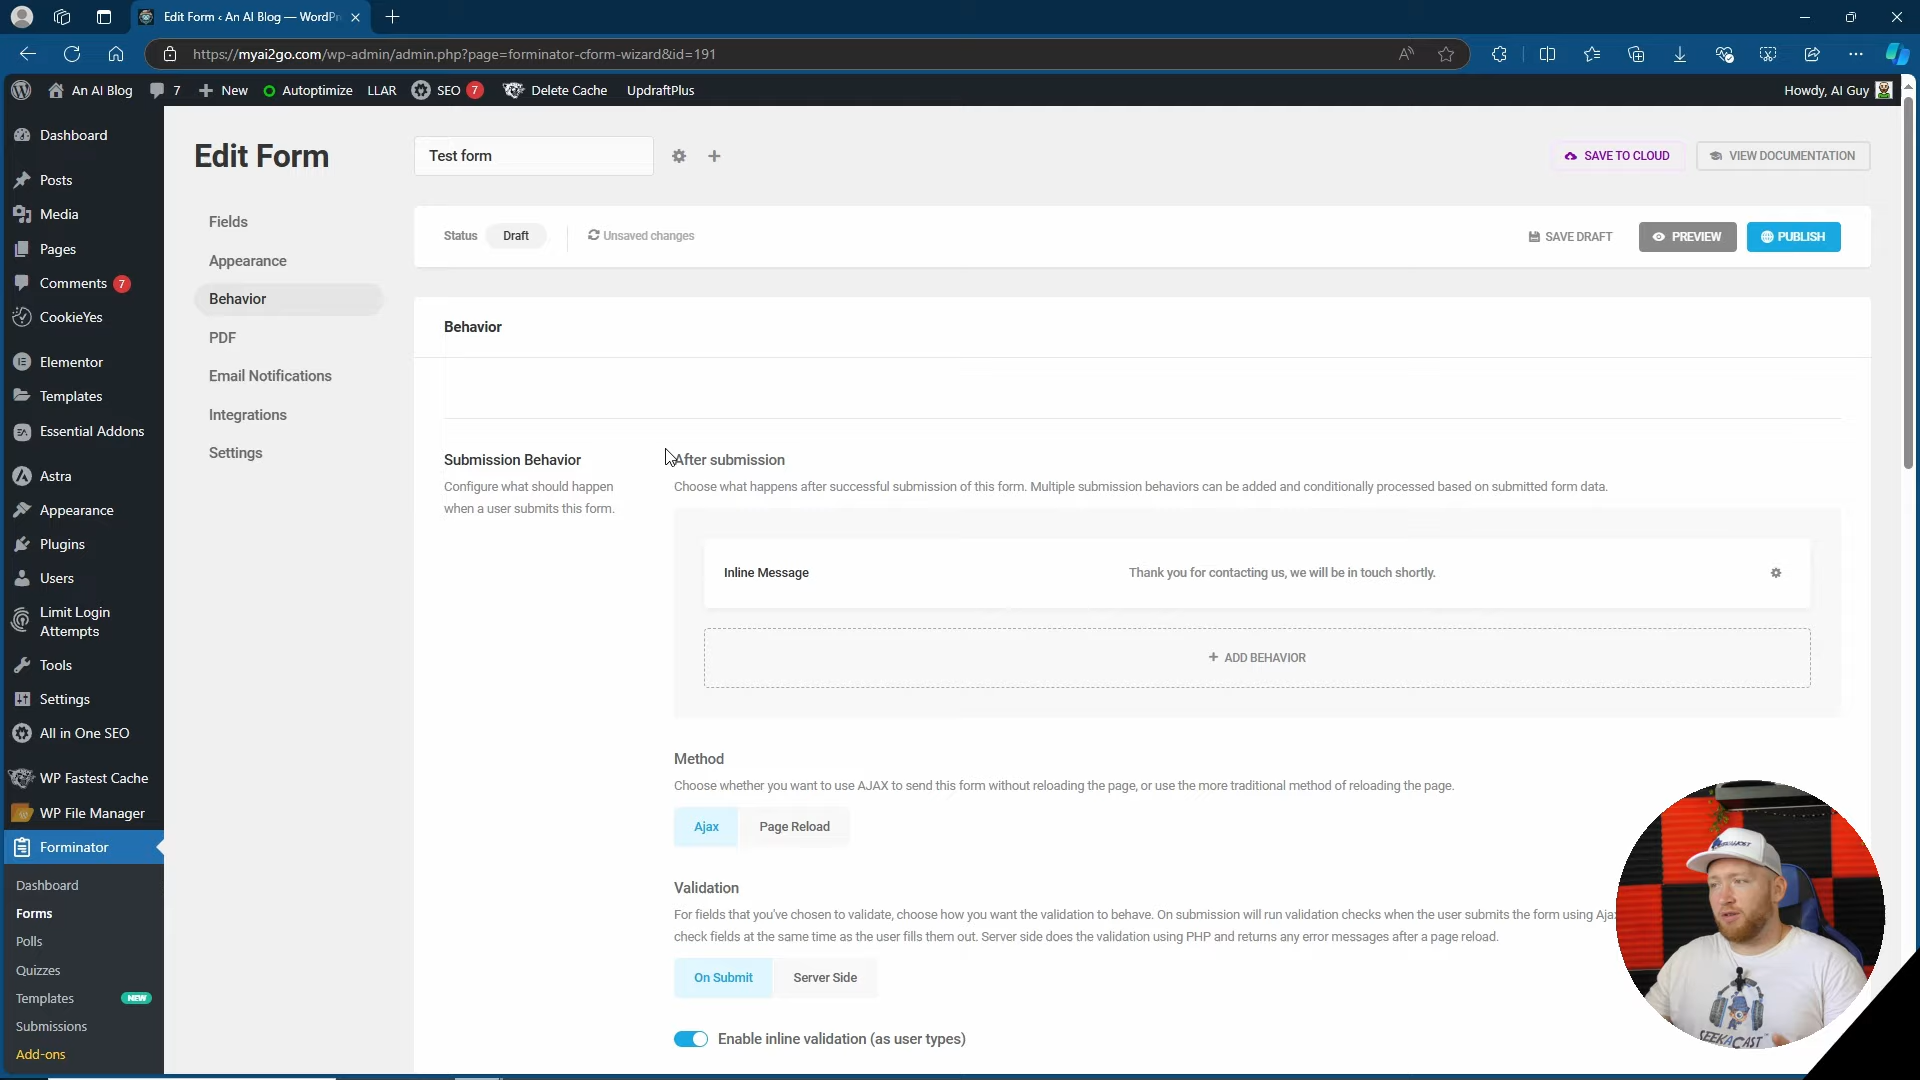 Edit Form ‹ An AI Blog — WordPr
https://myai2go.com/wp-admin/admin.php?page=forminator-cform-wizard&id=191
An AI Blog
7
New
Autoptimize
LLAR
SEO
7
Delete Cache
UpdraftPlus
Howdy, AI Guy
Dashboard
Posts
Media
Pages
Comments 7
CookieYes
Elementor
Templates
Essential Addons
Astra
Appearance
Plugins
Users
Limit Login
Attempts
Tools
Settings
All in One SEO
WP Fastest Cache
WP File Manager
Forminator
Dashboard
Forms
Polls
Quizzes
Templates NEW
Submissions
Add-ons
Edit Form
Test form
SAVE TO CLOUD
VIEW DOCUMENTATION
Fields
Appearance
Behavior
PDF
Email Notifications
Integrations
Settings
Status Draft
Unsaved changes
SAVE DRAFT
PREVIEW
PUBLISH
Behavior
Submission Behavior
Configure what should happen
when a user submits this form.
After submission
Choose what happens after successful submission of this form. Multiple submission behaviors can be added and conditionally processed based on submitted form data.
Inline Message
Thank you for contacting us, we will be in touch shortly.
+ ADD BEHAVIOR
Method
Choose whether you want to use AJAX to send this form without reloading the page, or use the more traditional method of reloading the page.
Ajax
Page Reload
Validation
For fields that you've chosen to validate, choose how you want the validation to behave. On submission will run validation checks when the user submits the form using Aja
check fields at the same time as the user fills them out. Server side does the validation using PHP and returns any error messages after a page reload.
On Submit
Server Side
Enable inline validation (as user types)
SEEKACAST